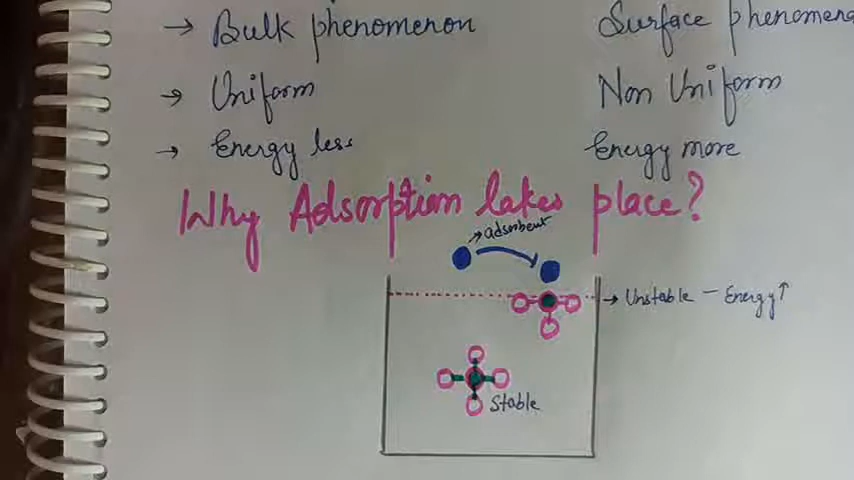 → Bulk phenomenon Surface phenomena
→ Uniform Non Uniform
→ Energy less Energy more
Why Adsorption takes place?
→ adsorbent
→ Unstable - Energy↑
Stable